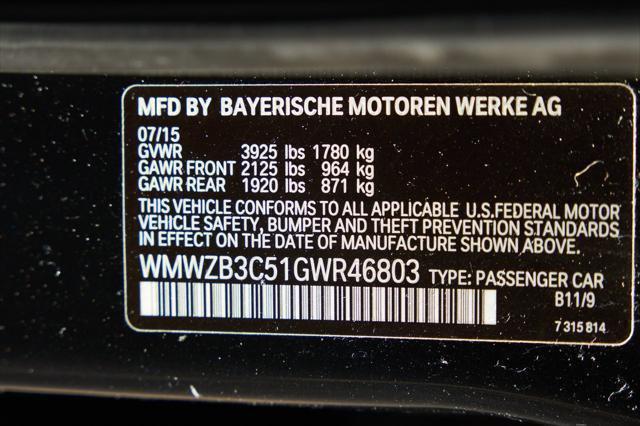 MFD BY BAYERISCHE MOTOREN WERKE AG
07/15
GVWR 3925 lbs 1780 kg
GAWR FRONT 2125 lbs 964 kg
GAWR REAR 1920 lbs 871 kg
THIS VEHICLE CONFORMS TO ALL APPLICABLE U.S.FEDERAL MOTOR
VEHICLE SAFETY, BUMPER AND THEFT PREVENTION STANDARDS
IN EFFECT ON THE DATE OF MANUFACTURE SHOWN ABOVE.
WMWZB3C51GWR46803 TYPE: PASSENGER CAR
B11/9
7 315 814